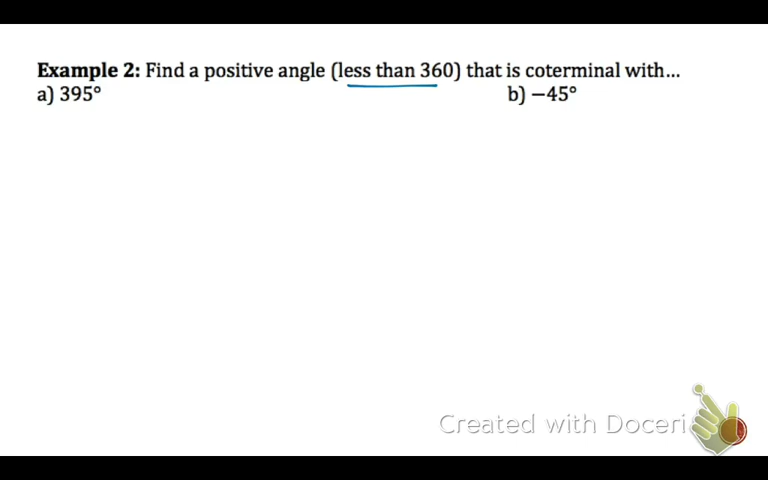 Example 2: Find a positive angle (less than 360) that is coterminal with...
a) 395° b) −45°
Created with Doceri